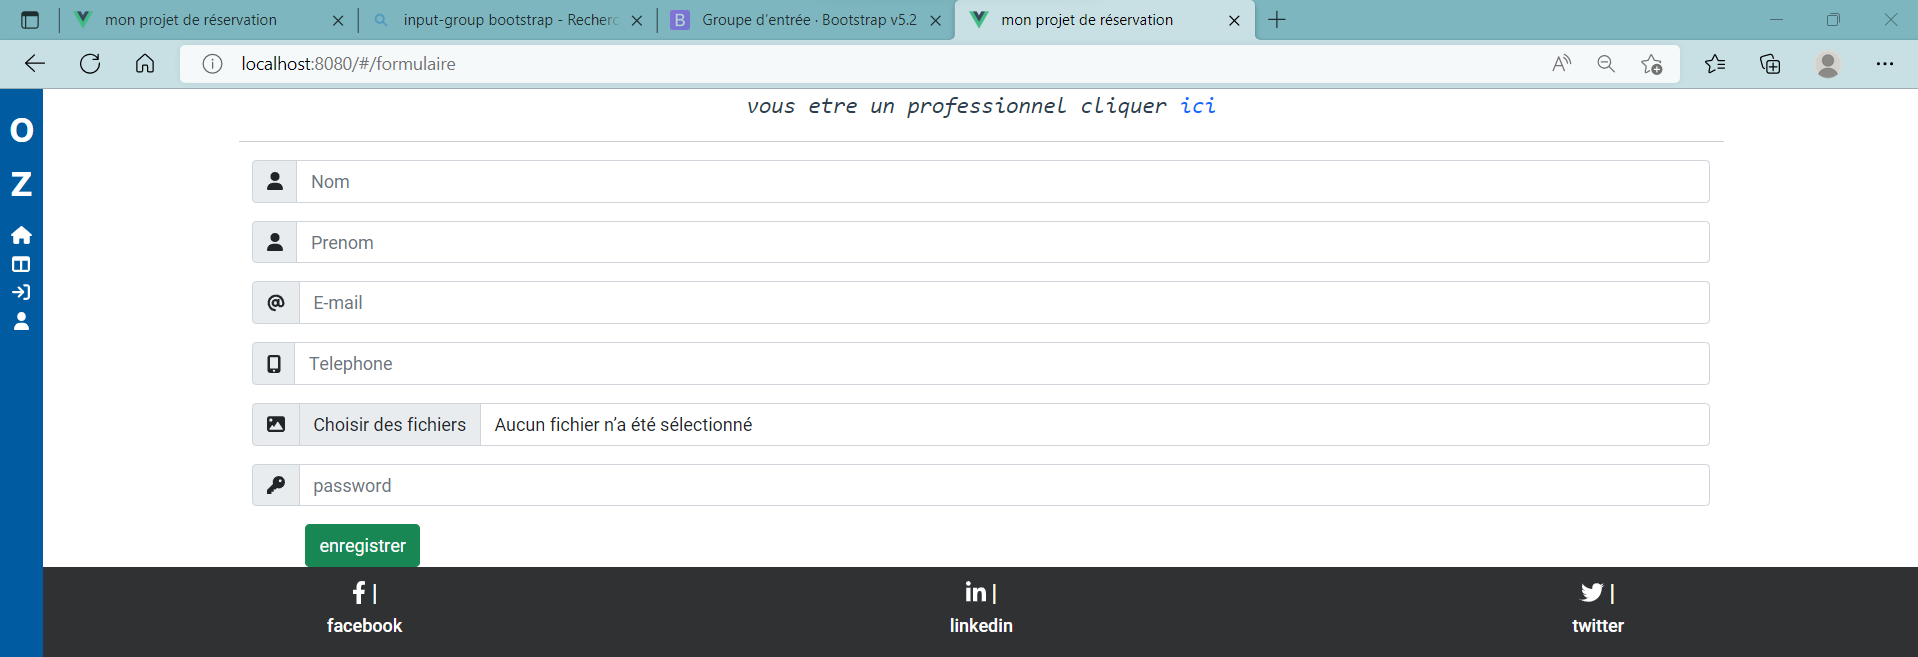 mon projet de réservation
input-group bootstrap - Recherc
B
Groupe d'entrée · Bootstrap v5.2
mon projet de réservation
localhost:8080/#/formulaire
vous etre un professionnel cliquer ici
O
Z
Nom
Prenom
@ E-mail
Telephone
Choisir des fichiers Aucun fichier n'a été sélectionné
password
enregistrer
f |
in |
|
facebook
linkedin
twitter